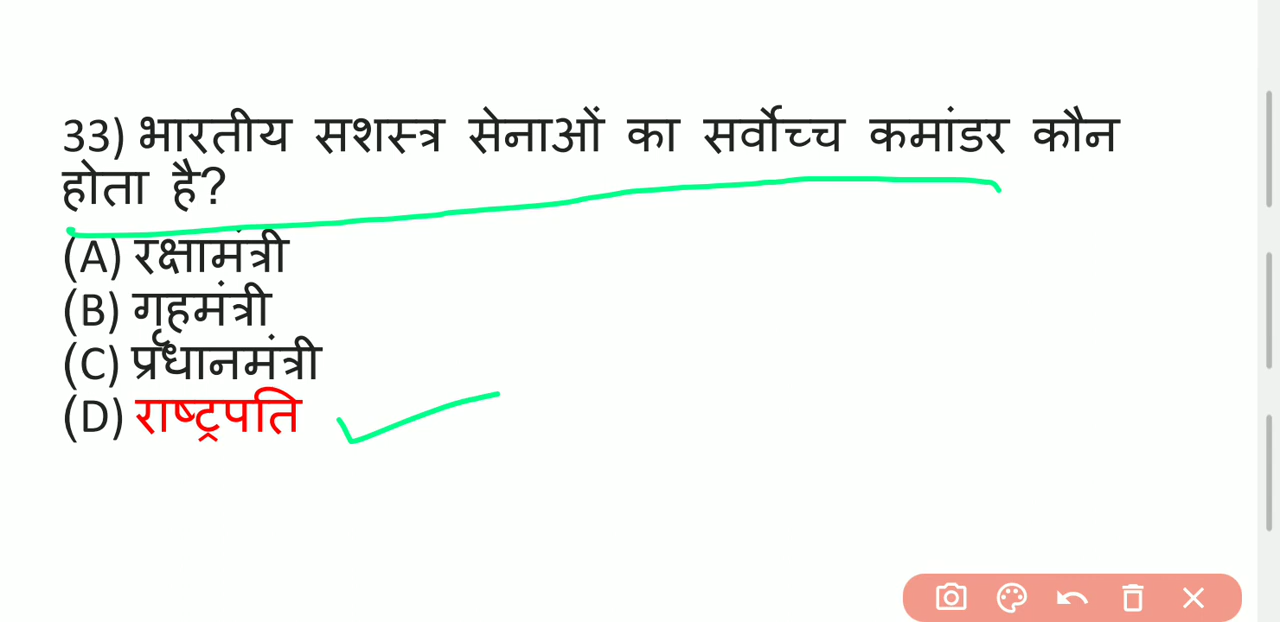 33) भारतीय सशस्त्र सेनाओं का सर्वोच्च कमांडर कौन
होता है?
(A) रक्षामंत्री
(B) गृहमंत्री
(C) प्रधानमंत्री
(D) राष्ट्रपति